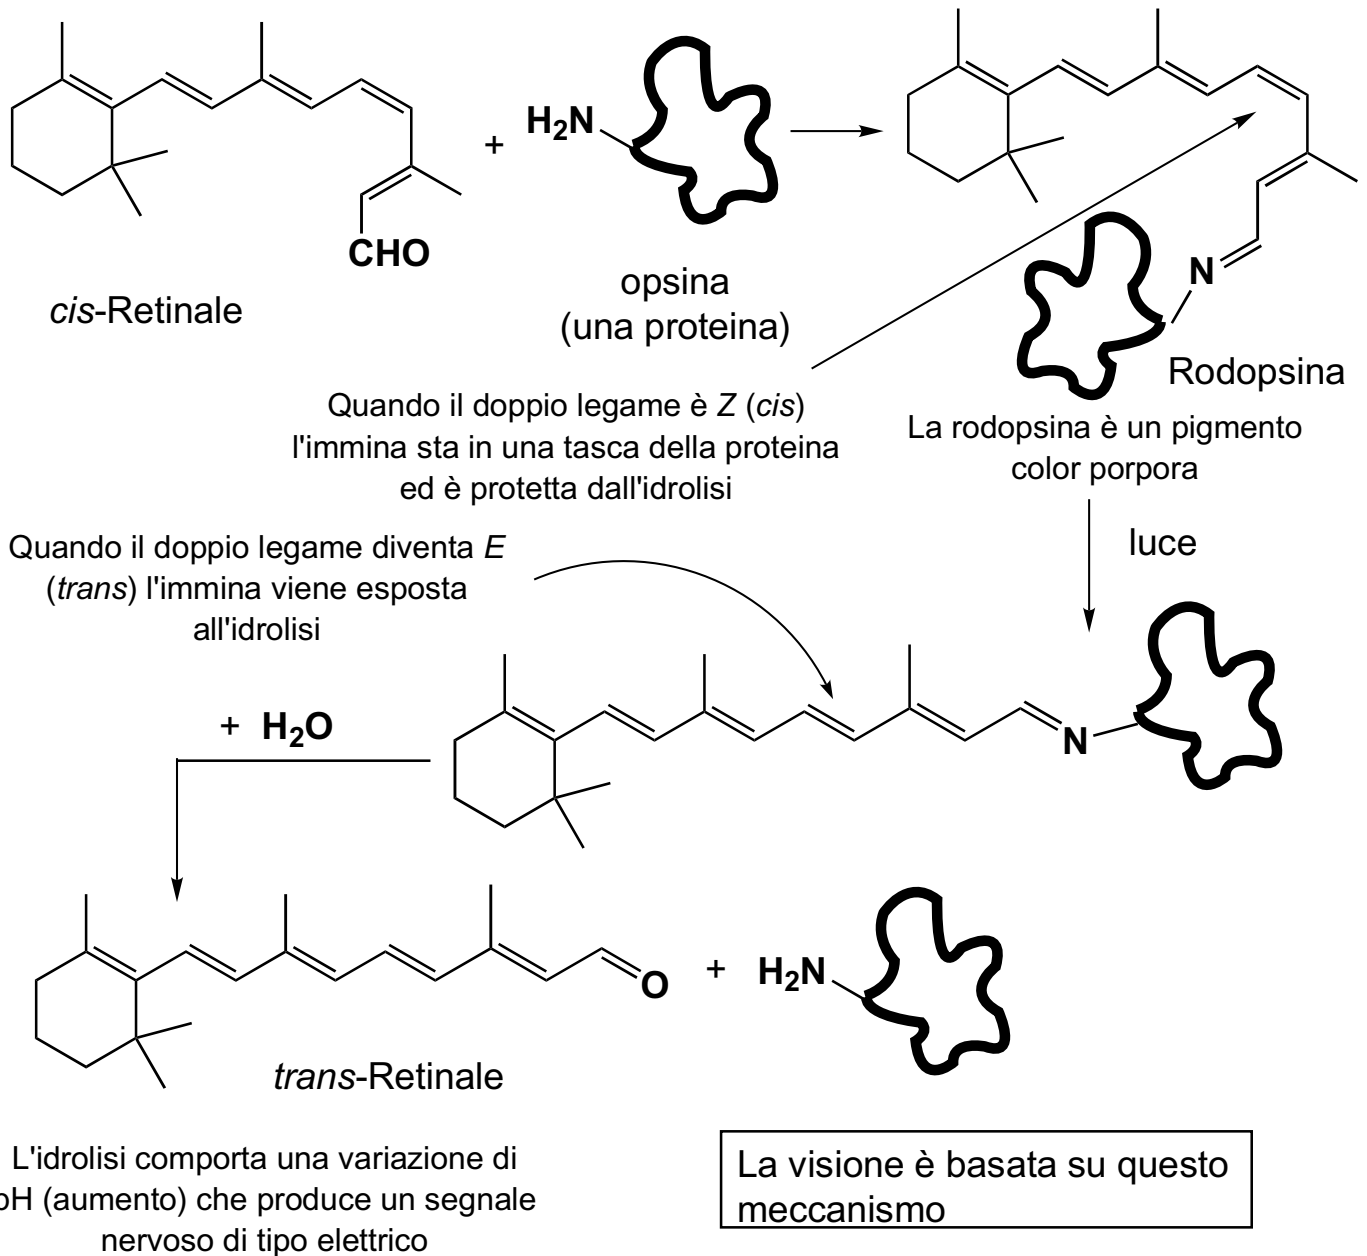 H2N
+
CHO
cis-Retinale
opsina
(una proteina)
N
Rodopsina
Quando il doppio legame è Z (cis)
l'immina sta in una tasca della proteina
ed è protetta dall'idrolisi
La rodopsina è un pigmento
color porpora
luce
Quando il doppio legame diventa E
(trans) l'immina viene esposta
all'idrolisi
+ H2O
N
O
+
H2N
trans-Retinale
L'idrolisi comporta una variazione di
pH (aumento) che produce un segnale
nervoso di tipo elettrico
La visione è basata su questo
meccanismo